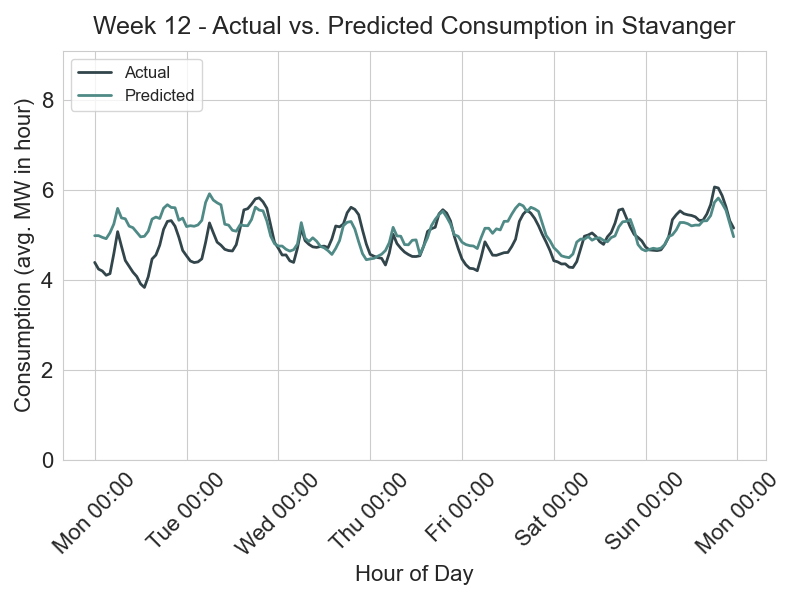 Week 12 - Actual vs. Predicted Consumption in Stavanger
Actual
Predicted
Consumption (avg. MW in hour)
8
6
4
2
0
Mon 00:00
Tue 00:00
Wed 00:00
Thu 00:00
Fri 00:00
Sat 00:00
Sun 00:00
Mon 00:00
Hour of Day